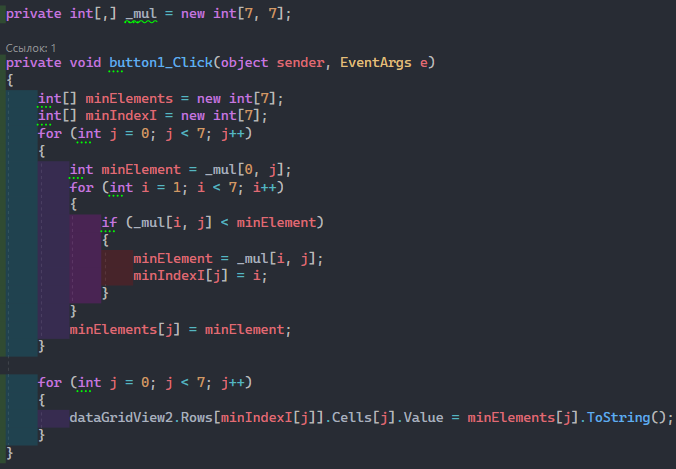 private int[,] _mul = new int[7, 7];
Ссылок: 1
private void button1_Click(object sender, EventArgs e)
{
int[] minElements = new int[7];
int[] minIndexI = new int[7];
for (int j = 0; j < 7; j++)
{
int minElement = _mul[0, j];
for (int i = 1; i < 7; i++)
{
if (_mul[i, j] < minElement)
{
minElement = _mul[i, j];
minIndexI[j] = i;
}
}
minElements[j] = minElement;
}
for (int j = 0; j < 7; j++)
{
dataGridView2.Rows[minIndexI[j]].Cells[j].Value = minElements[j].ToString();
}
}